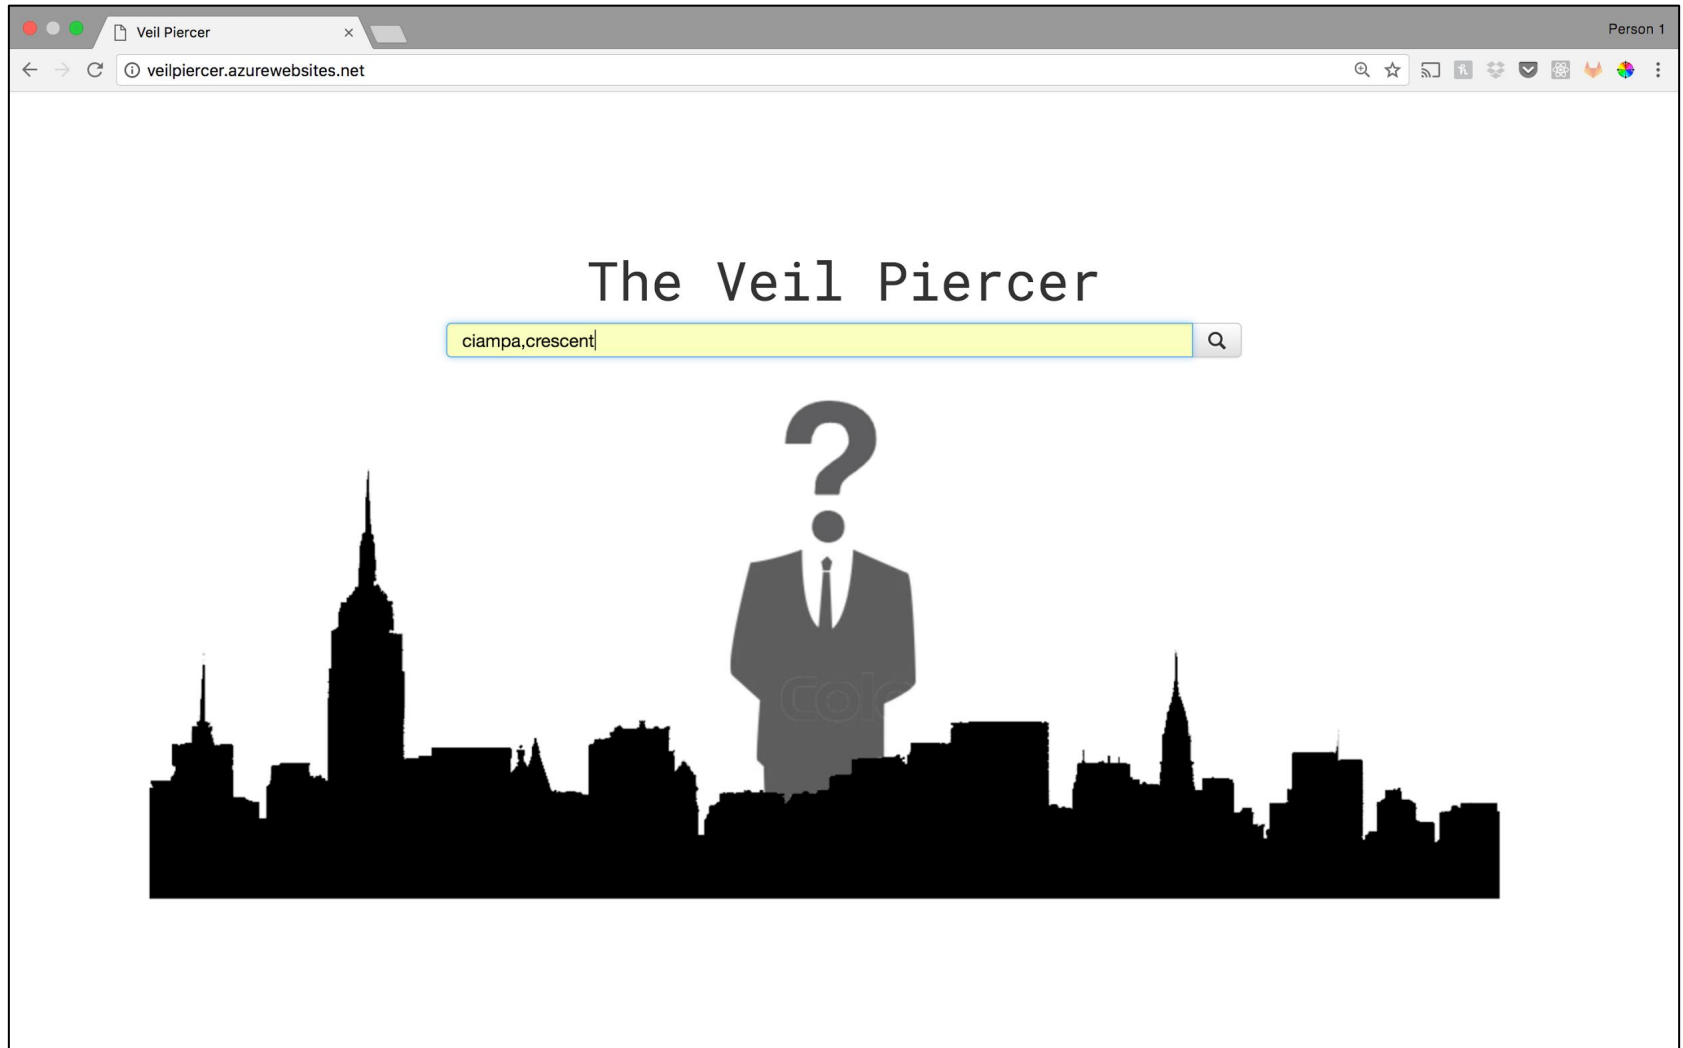 Veil Piercer
Person 1
veilpiercer.azurewebsites.net
The Veil Piercer
ciampa,crescent
?